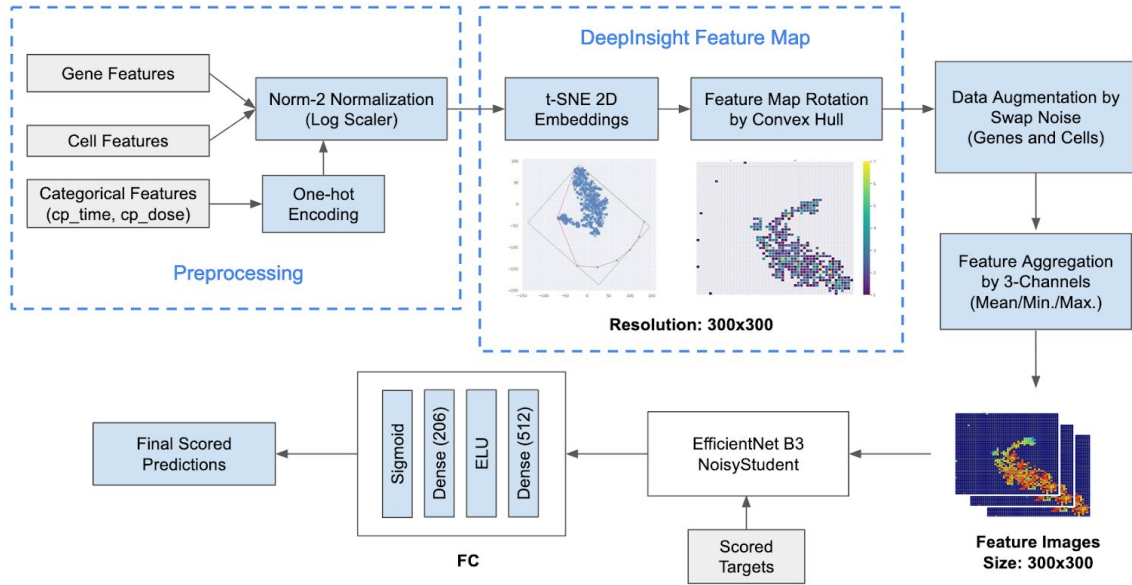 Preprocessing
Gene Features
Cell Features
Categorical Features
(cp_time, cp_dose)
One-hot
Encoding
Norm-2 Normalization
(Log Scaler)
DeepInsight Feature Map
t-SNE 2D
Embeddings
Feature Map Rotation
by Convex Hull
Resolution: 300x300
Data Augmentation by
Swap Noise
(Genes and Cells)
Feature Aggregation
by 3-Channels
(Mean/Min./Max.)
Feature Images
Size: 300x300
EfficientNet B3
NoisyStudent
Scored
Targets
Dense (512)
ELU
Dense (206)
Sigmoid
FC
Final Scored
Predictions